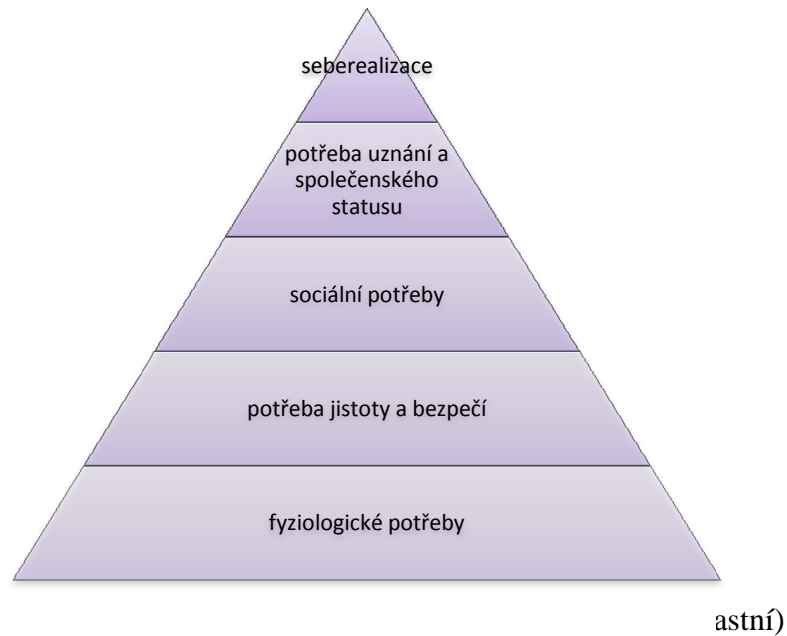 seberealizace
potřeba uznání a
společenského
statusu
sociální potřeby
potřeba jistoty a bezpečí
fyziologické potřeby
astní)